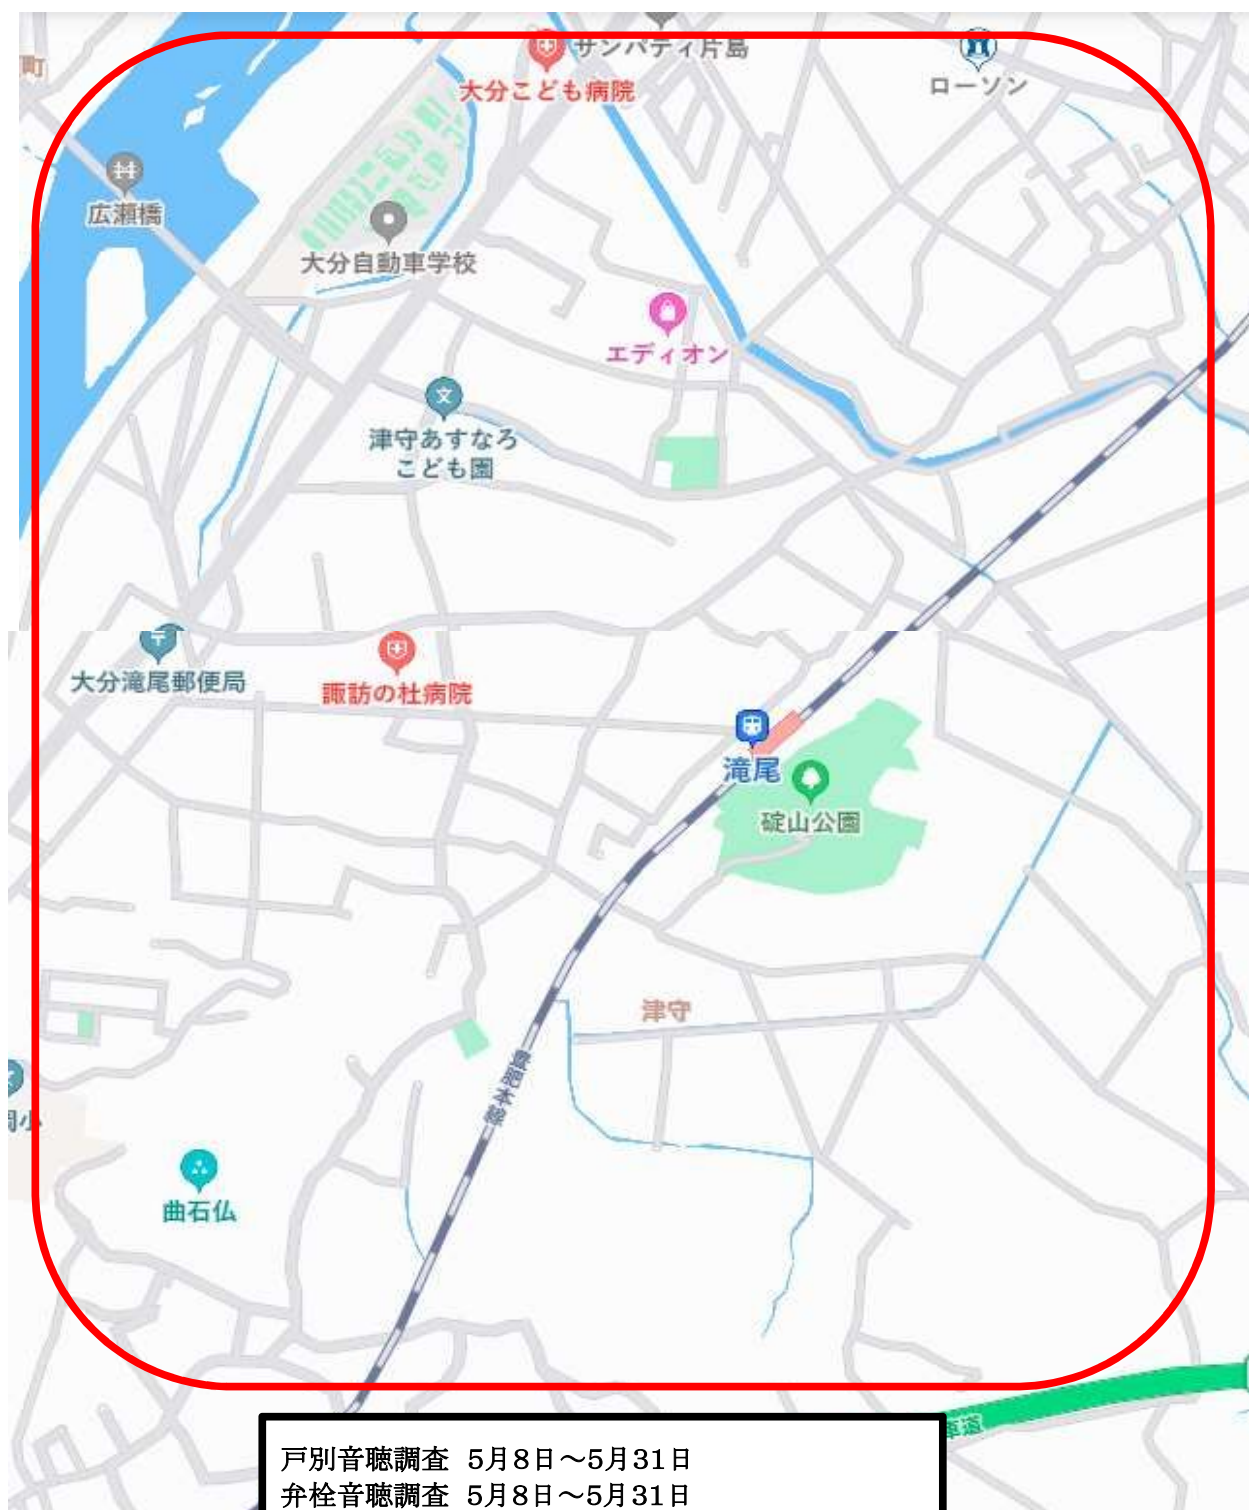 サンパティ片島
町
大分こども病院
ローソン
広瀬橋
大分自動車学校
エディオン
津守あすなろ
こども園
大分滝尾郵便局
諏訪の杜病院
滝尾
碇山公園
津守
豊肥本線
小
曲石仏
車道
戸別音聴調査 5月8日～5月31日
弁栓音聴調査 5月8日～5月31日